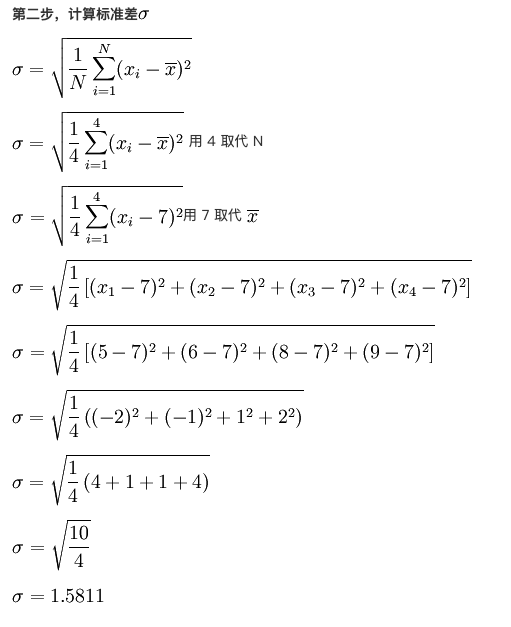 第二步，计算标准差σ
σ = √(1/N ∑_{i=1}^{N} (x_i − x̅)²)
σ = √(1/4 ∑_{i=1}^{4} (x_i − x̅)²) 用 4 取代 N
σ = √(1/4 ∑_{i=1}^{4} (x_i − 7)²) 用 7 取代 x̅
σ = √(1/4 [(x₁ − 7)² + (x₂ − 7)² + (x₃ − 7)² + (x₄ − 7)²])
σ = √(1/4 [(5 − 7)² + (6 − 7)² + (8 − 7)² + (9 − 7)²])
σ = √(1/4 ((−2)² + (−1)² + 1² + 2²))
σ = √(1/4 (4 + 1 + 1 + 4))
σ = √(10/4)
σ = 1.5811